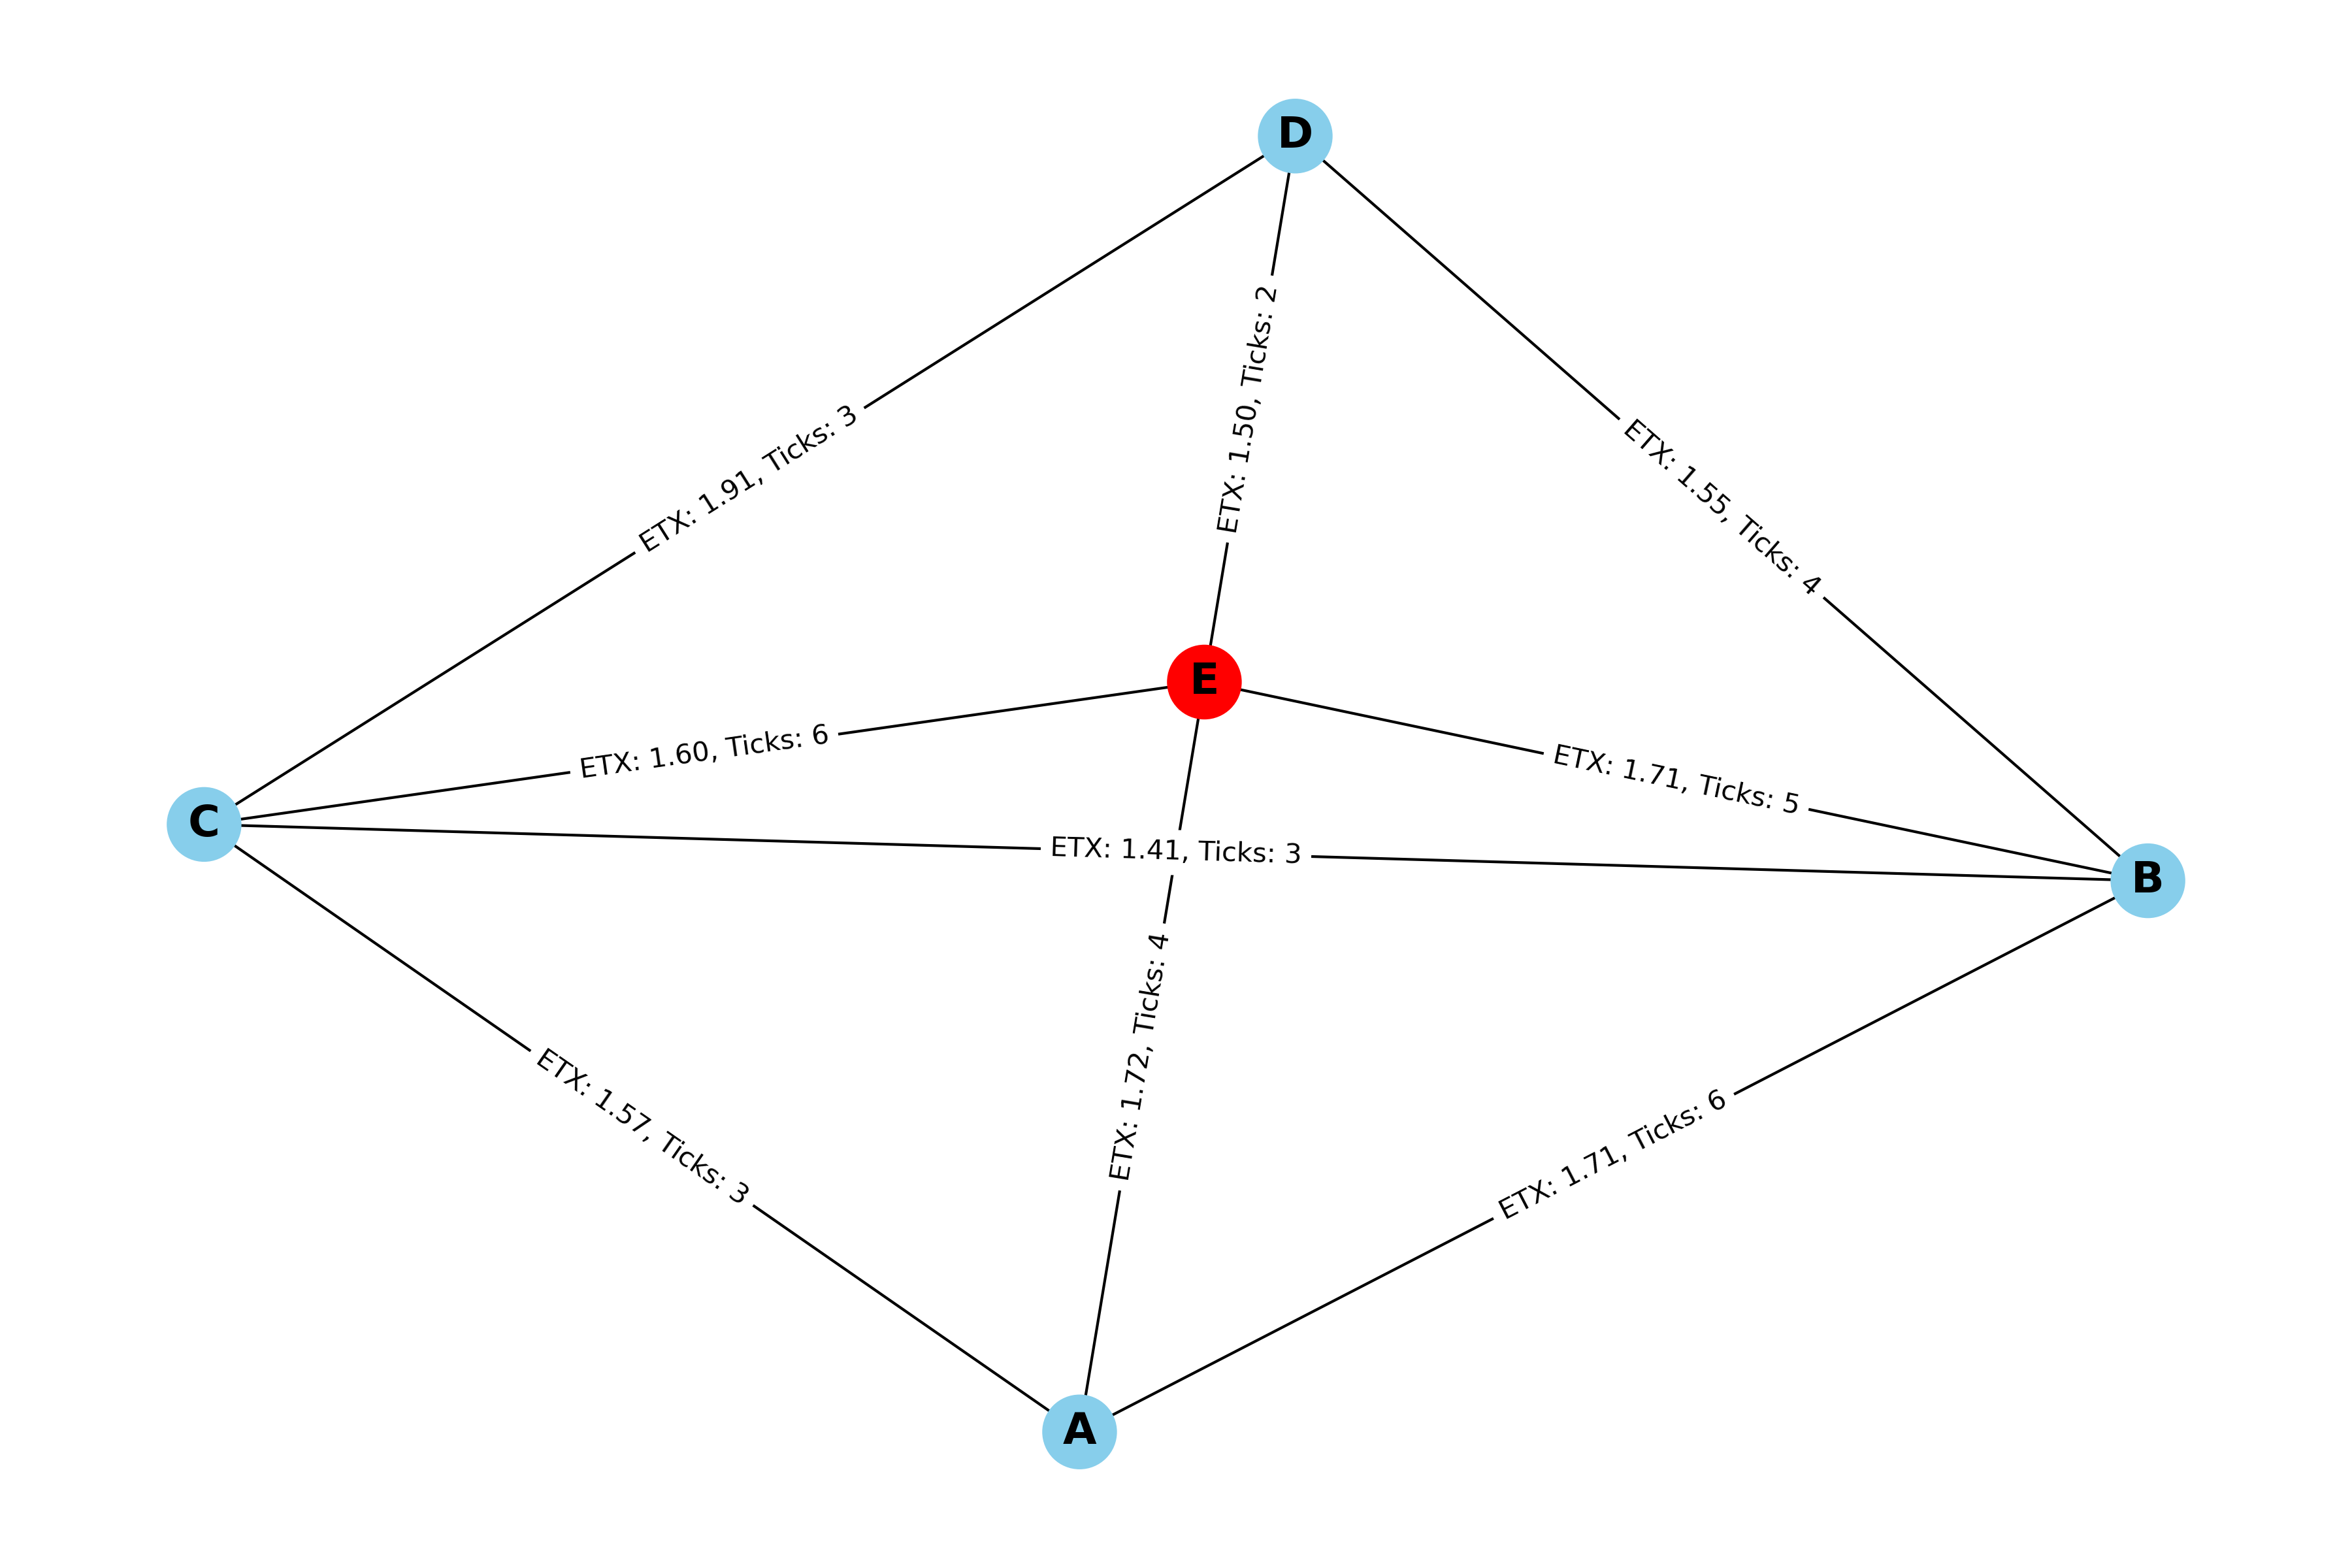 D
ETX: 1.50, Ticks: 2
ETX: 1.91, Ticks: 3
ETX: 1.55, Ticks: 4
E
ETX: 1.60, Ticks: 6
ETX: 1.71, Ticks: 5
C
ETX: 1.41, Ticks: 3
B
ETX: 1.72, Ticks: 4
ETX: 1.57, Ticks: 3
ETX: 1.71, Ticks: 6
A